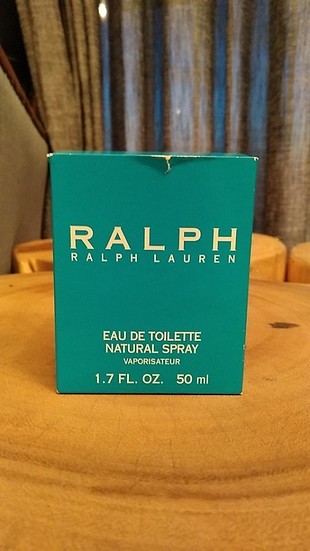 RALPH
RALPH LAUREN
EAU DE TOILETTE
NATURAL SPRAY
VAPORISATEUR
1.7 FL. OZ. 50 ml